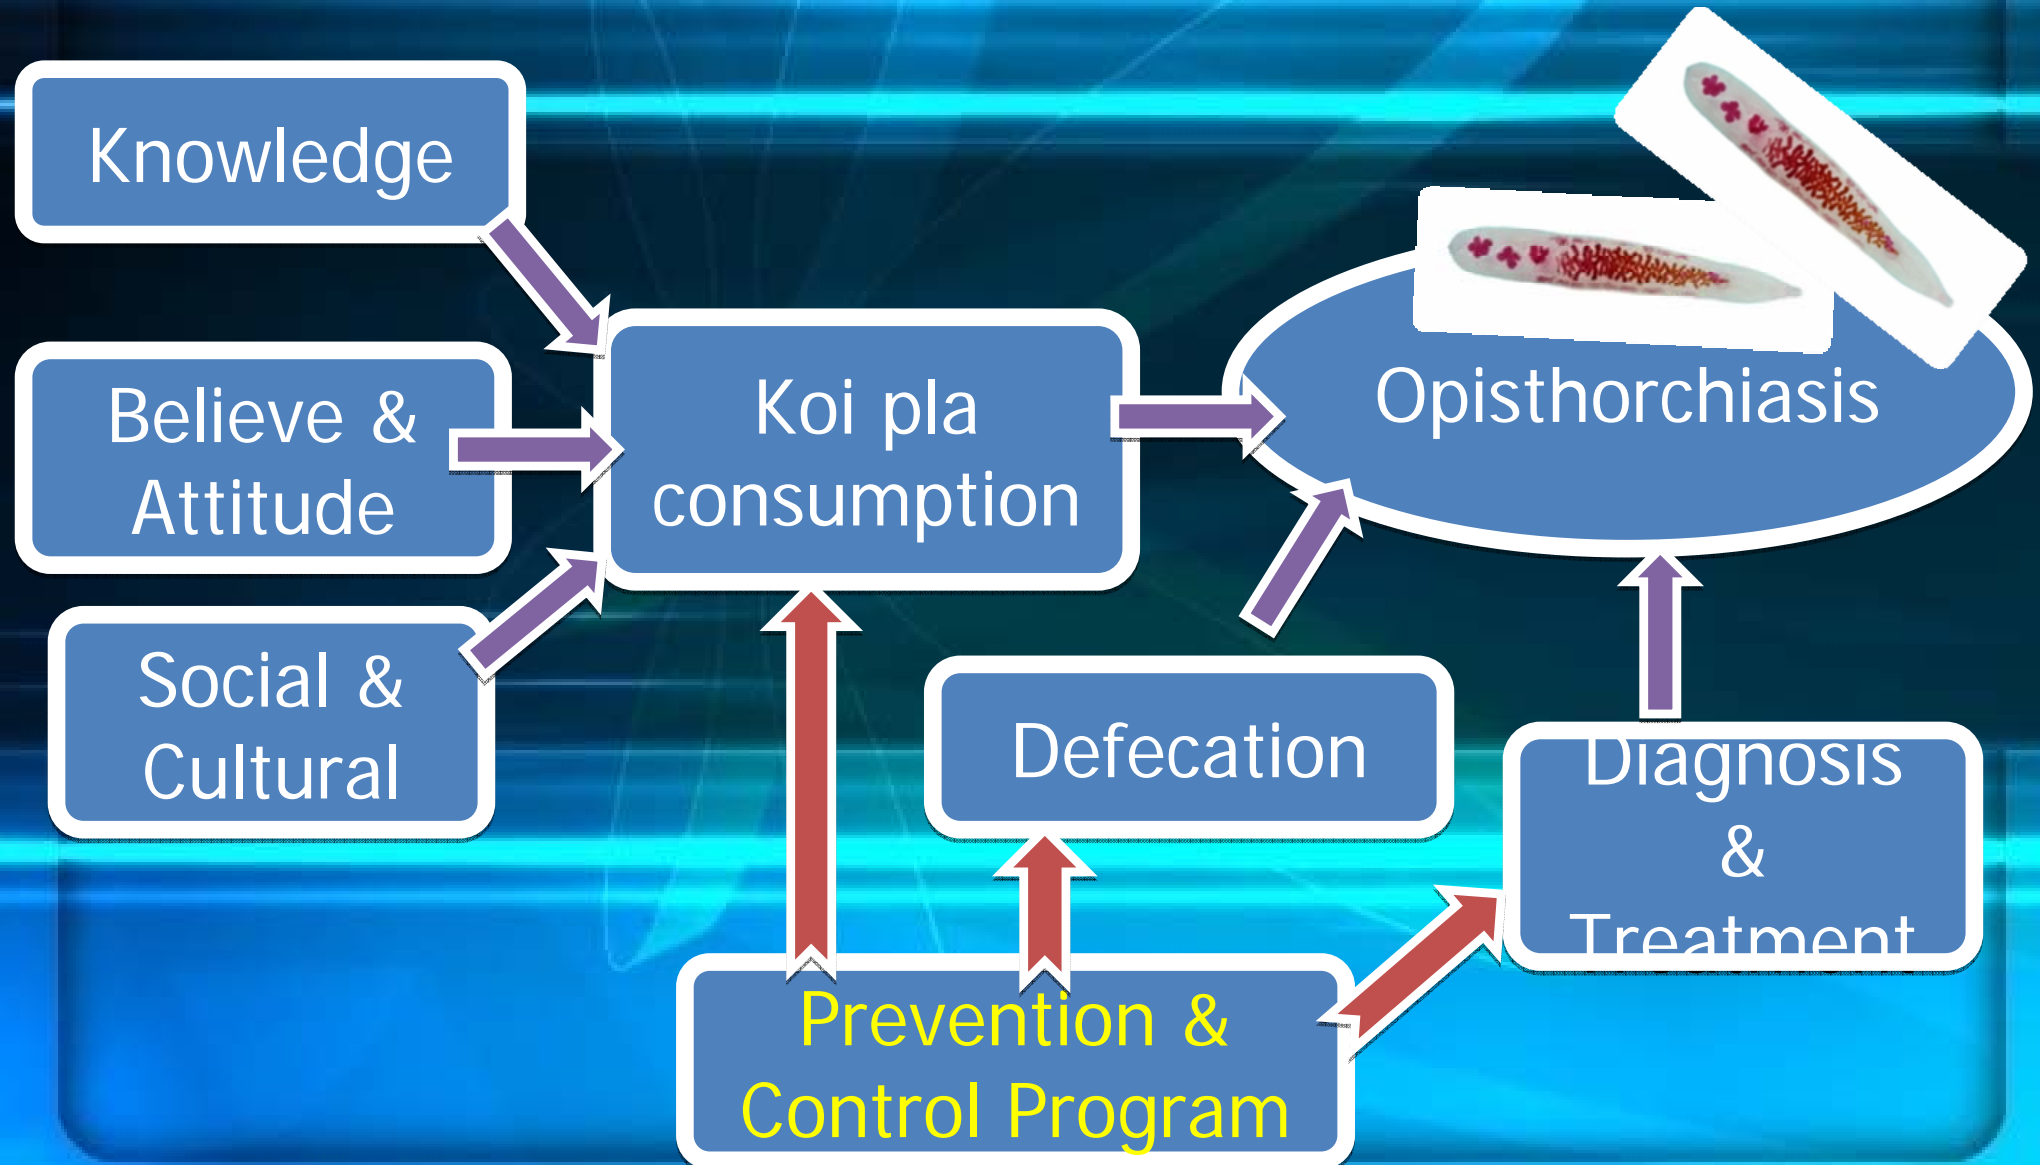 Knowledge
Believe &
Attitude
Social &
Cultural
Koi pla
consumption
Opisthorchiasis
Defecation
Diagnosis
&
Treatment
Prevention &
Control Program